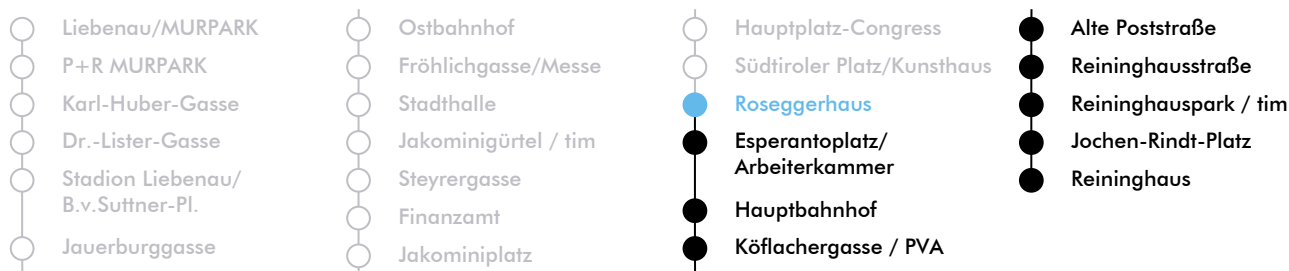 Liebenau/MURPARK
P+R MURPARK
Karl-Huber-Gasse
Dr.-Lister-Gasse
Stadion Liebenau/
B.v.Suttner-Pl.
Jauerburggasse
Ostbahnhof
Fröhlichgasse/Messe
Stadthalle
Jakominigürtel / tim
Steyrergasse
Finanzamt
Jakominiplatz
Hauptplatz-Congress
Südtiroler Platz/Kunsthaus
Roseggerhaus
Esperantoplatz/
Arbeiterkammer
Hauptbahnhof
Köflachergasse / PVA
Alte Poststraße
Reininghausstraße
Reininghauspark / tim
Jochen-Rindt-Platz
Reininghaus